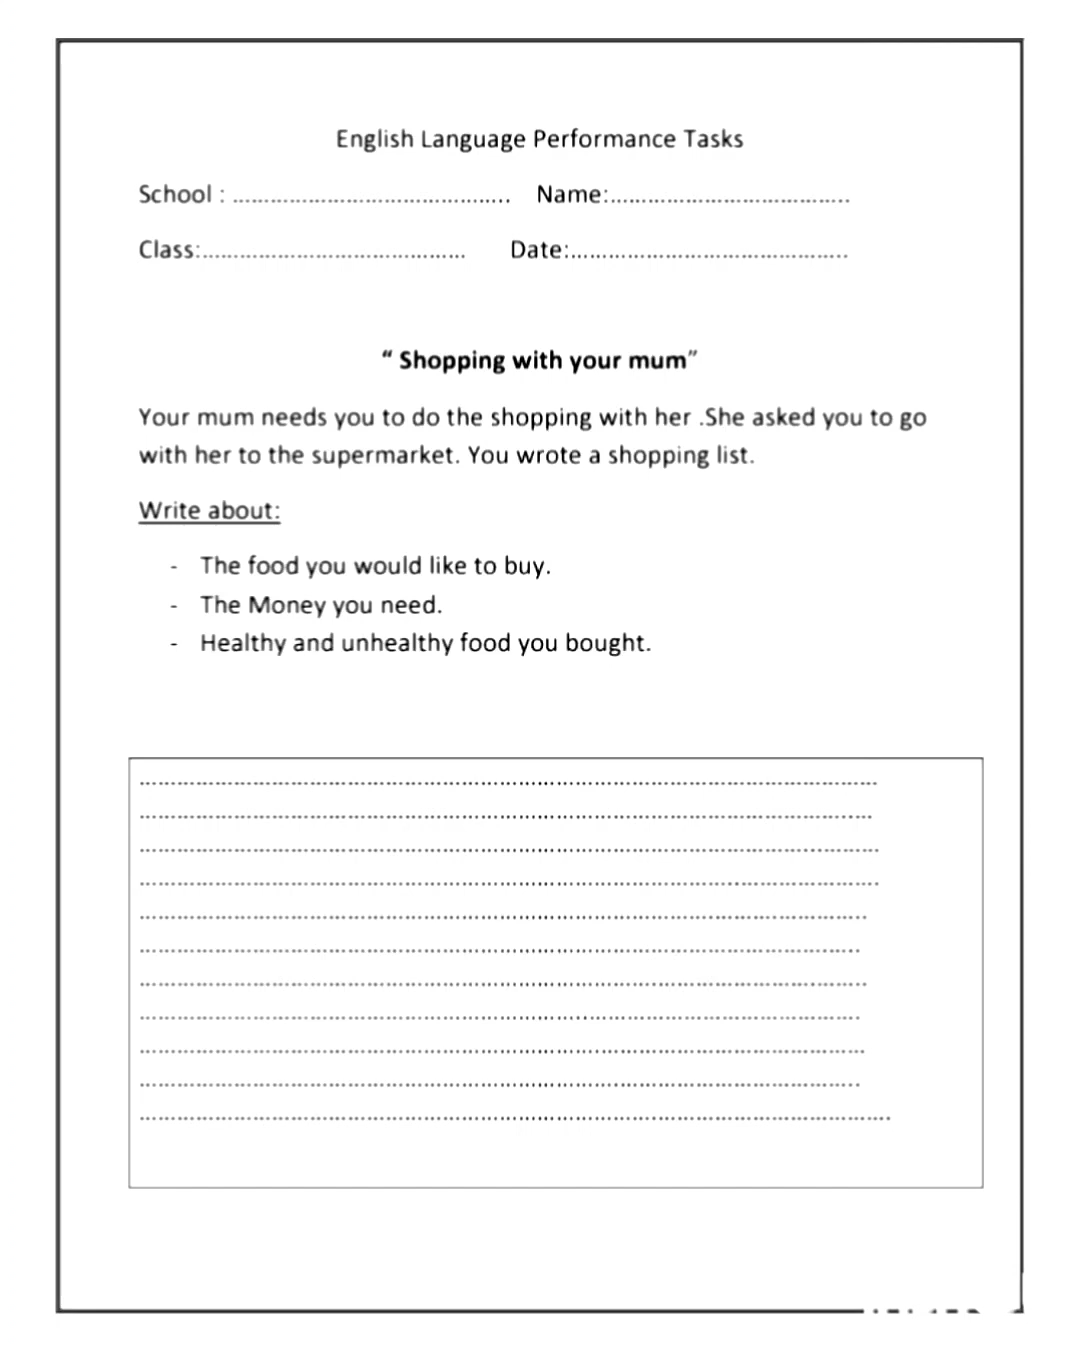 English Language Performance Tasks
School : ............................................ Name:......................................
Class:.......................................... Date:............................................
“ Shopping with your mum”
Your mum needs you to do the shopping with her .She asked you to go
with her to the supermarket. You wrote a shopping list.
Write about:
- The food you would like to buy.
- The Money you need.
- Healthy and unhealthy food you bought.